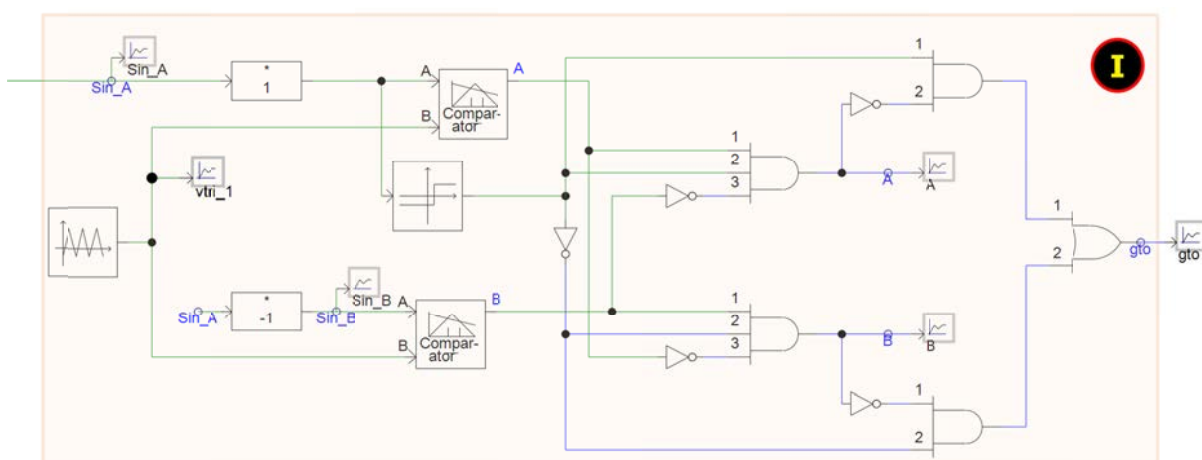 I
1
Sin_A
Sin_A
*
1
A
A
2
B
Compar-
ator
1
2
3
vtri_1
A
A
1
2
gto
gto
Sin_B
*
-1
Sin_A
Sin_B
A
B
B
Compar-
ator
1
2
3
B
B
1
2